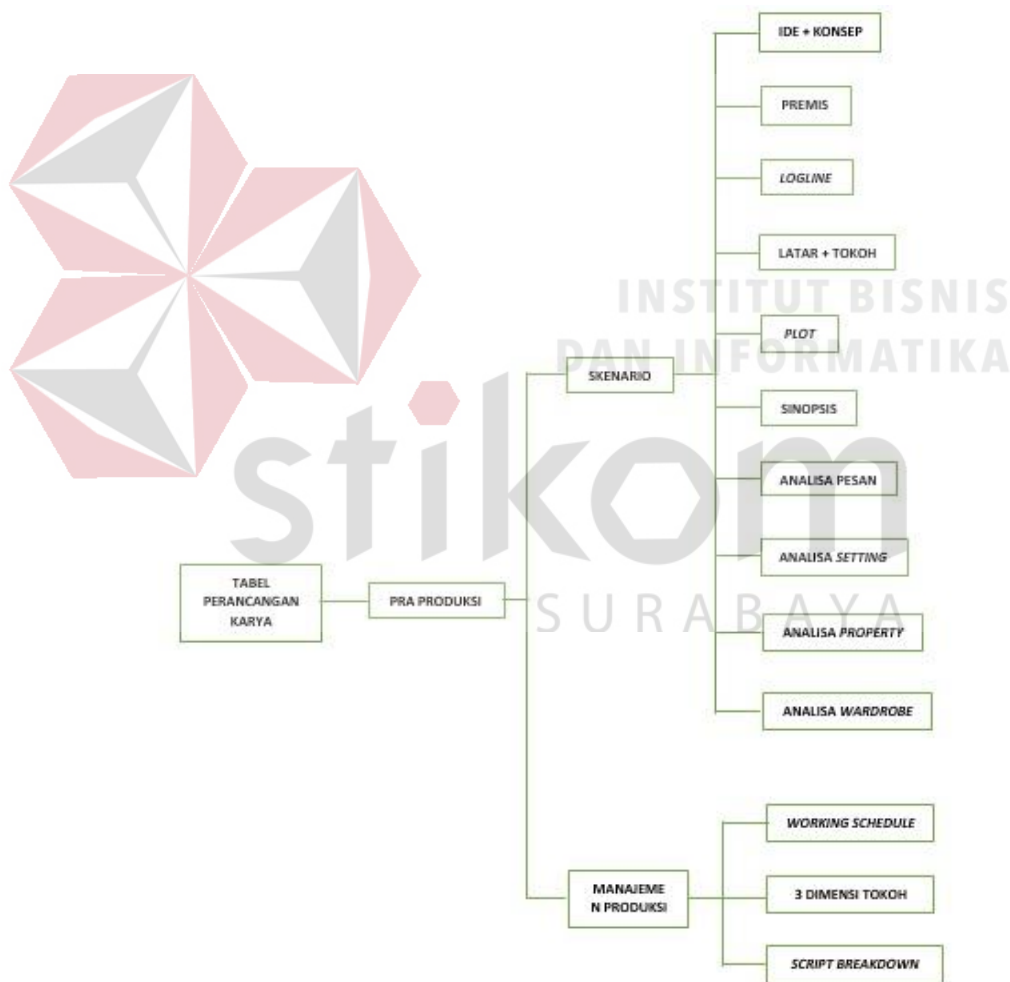 IDE + KONSEP
PREMIS
LOGLINE
LATAR + TOKOH
INSTITUT BISNIS
PLOT
DAN INFORMATIKA
SKENARIO
SINOPSIS
stikom
ANALISA PESAN
ANALISA SETTING
TABEL
PERANCANGAN
KARYA
PRA PRODUKSI
SURABAYA
ANALISA PROPERTY
ANALISA WARDROBE
WORKING SCHEDULE
MANAJEME
N PRODUKSI
3 DIMENSI TOKOH
SCRIPT BREAKDOWN